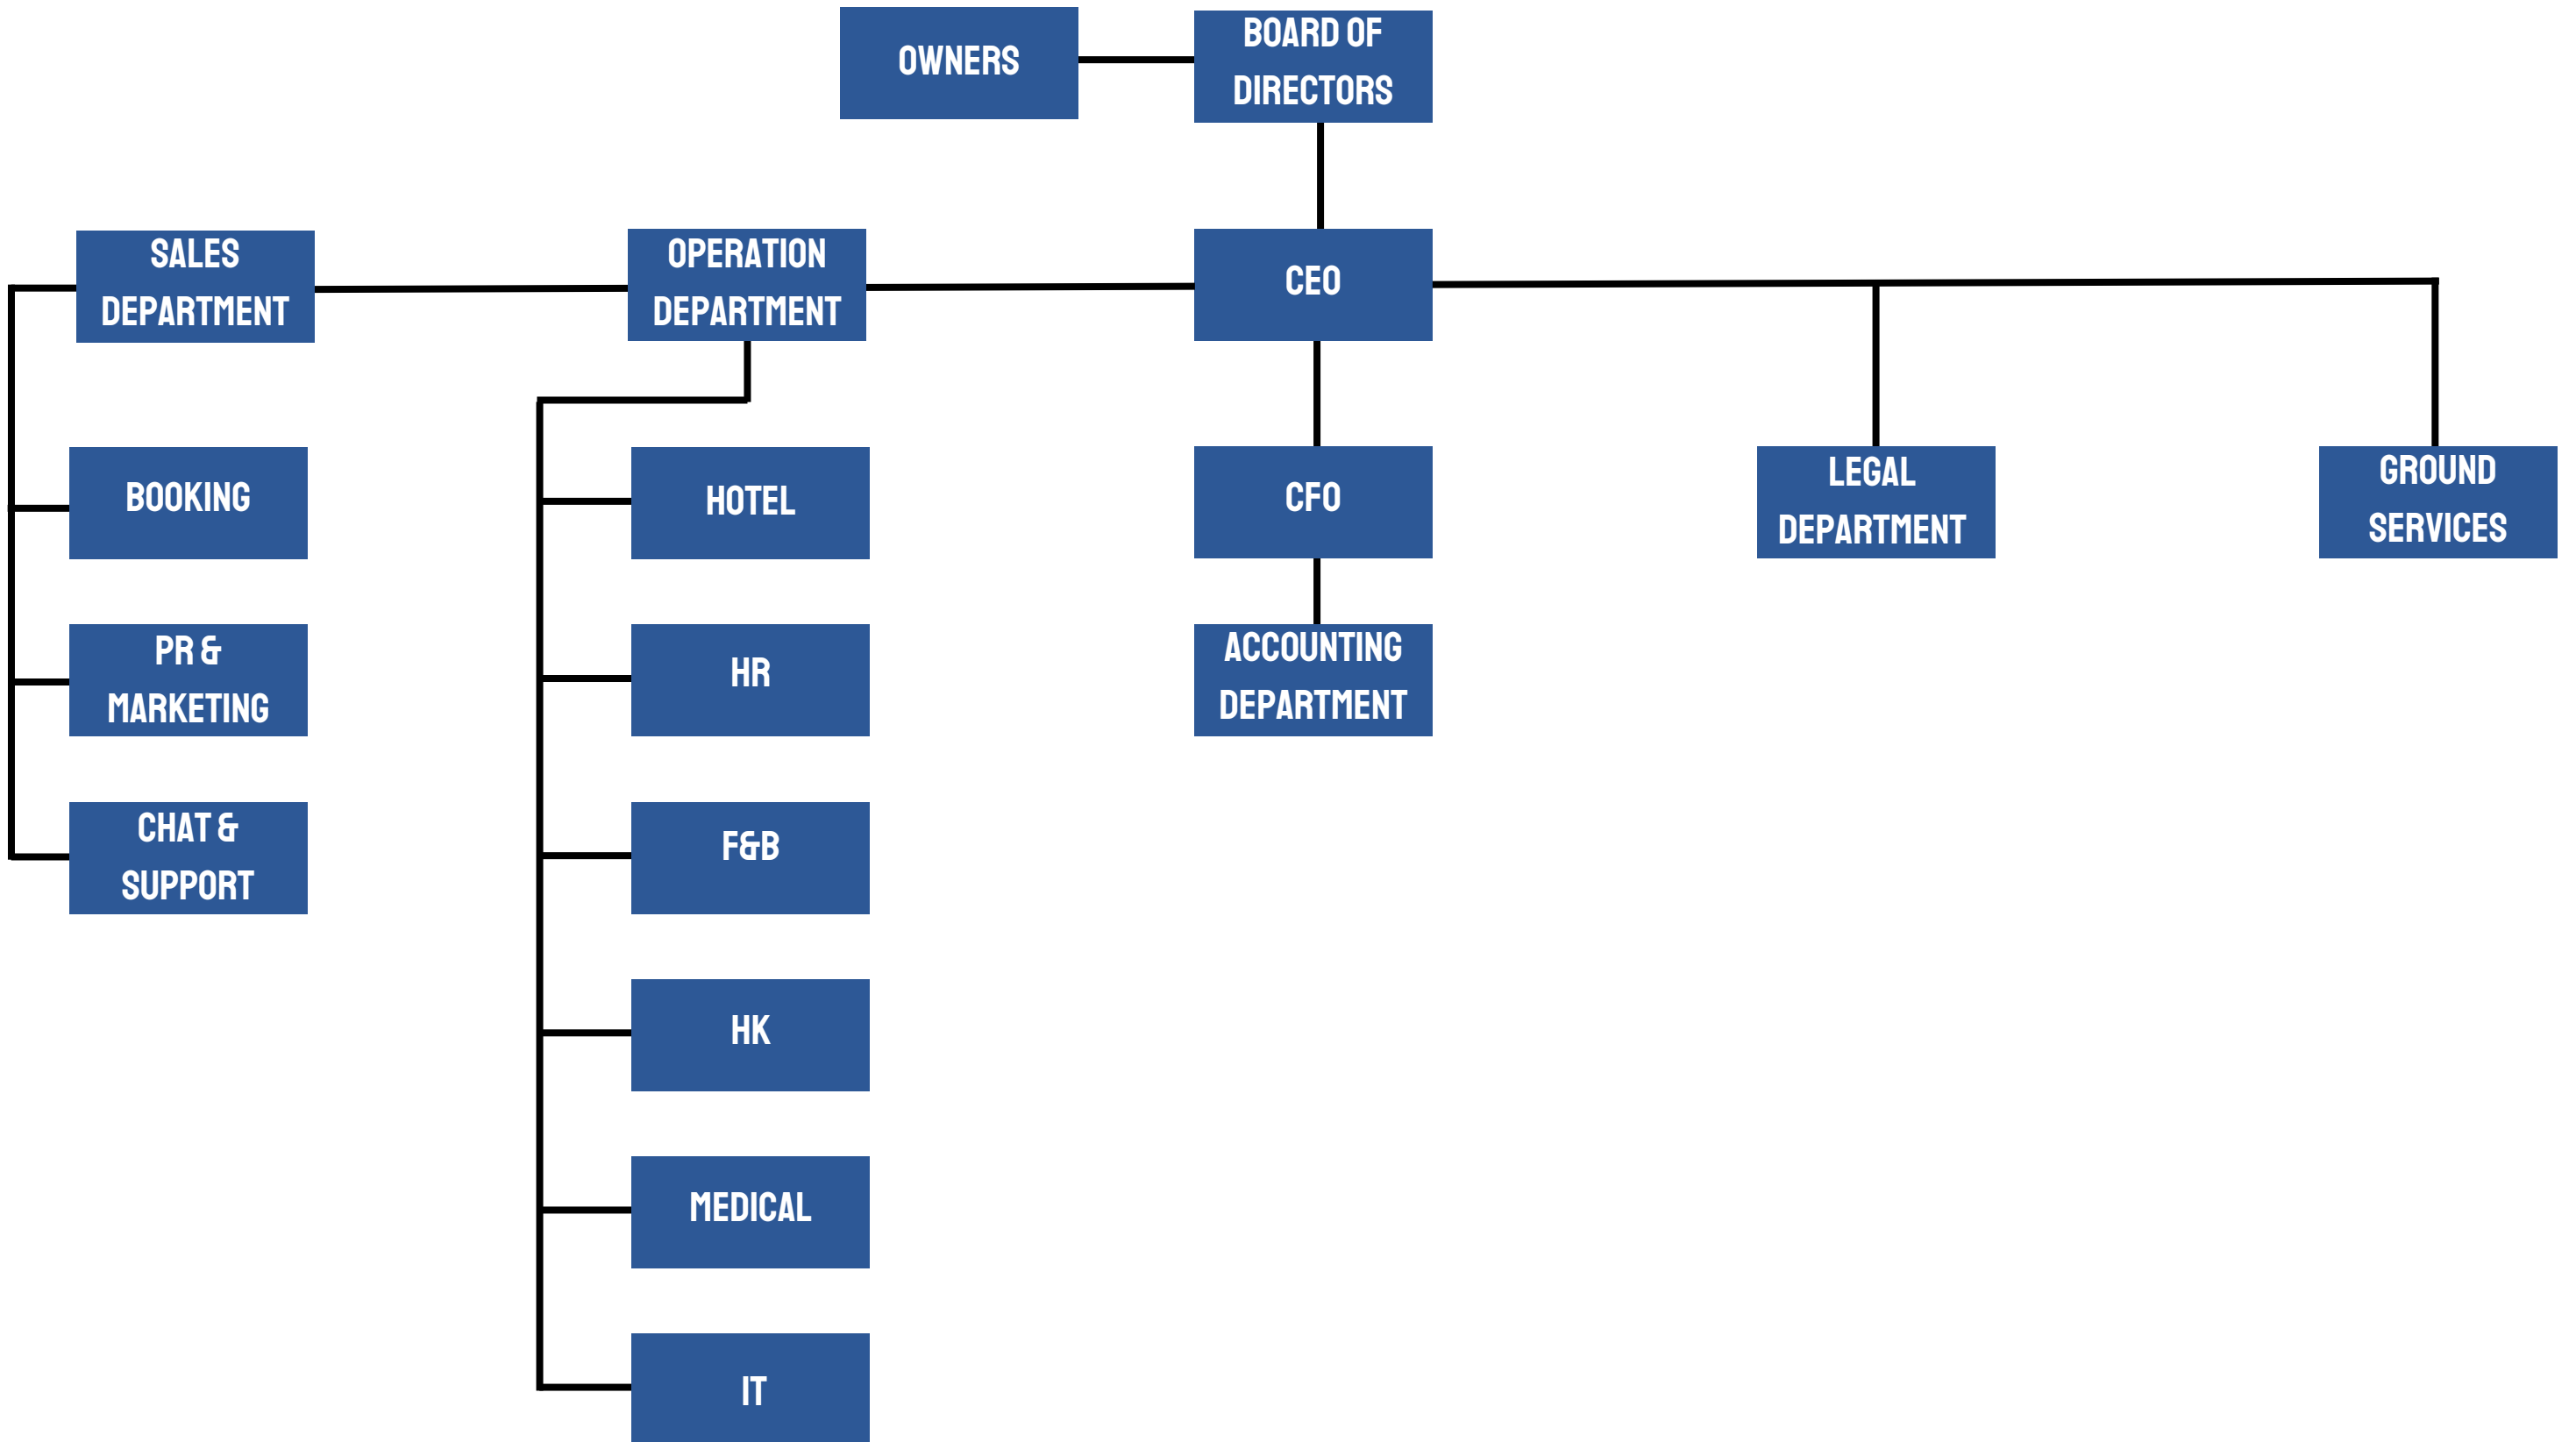 OWNERS
BOARD OF
DIRECTORS
SALES
DEPARTMENT
OPERATION
DEPARTMENT
CEO
BOOKING
HOTEL
CFO
LEGAL
DEPARTMENT
GROUND
SERVICES
PR &
MARKETING
HR
ACCOUNTING
DEPARTMENT
CHAT &
SUPPORT
F&B
HK
MEDICAL
IT